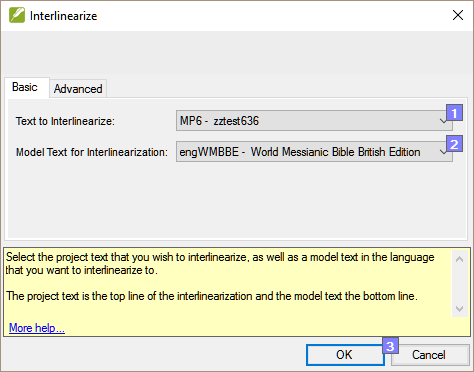 Interlinearize
Basic Advanced
Text to Interlinearize: MP6 - zztest636 1
Model Text for Interlinearization: engWMBBE - World Messianic Bible British Edition 2
Select the project text that you wish to interlinearize, as well as a model text in the language
that you want to interlinearize to.
The project text is the top line of the interlinearization and the model text the bottom line.
More help...
3
OK Cancel